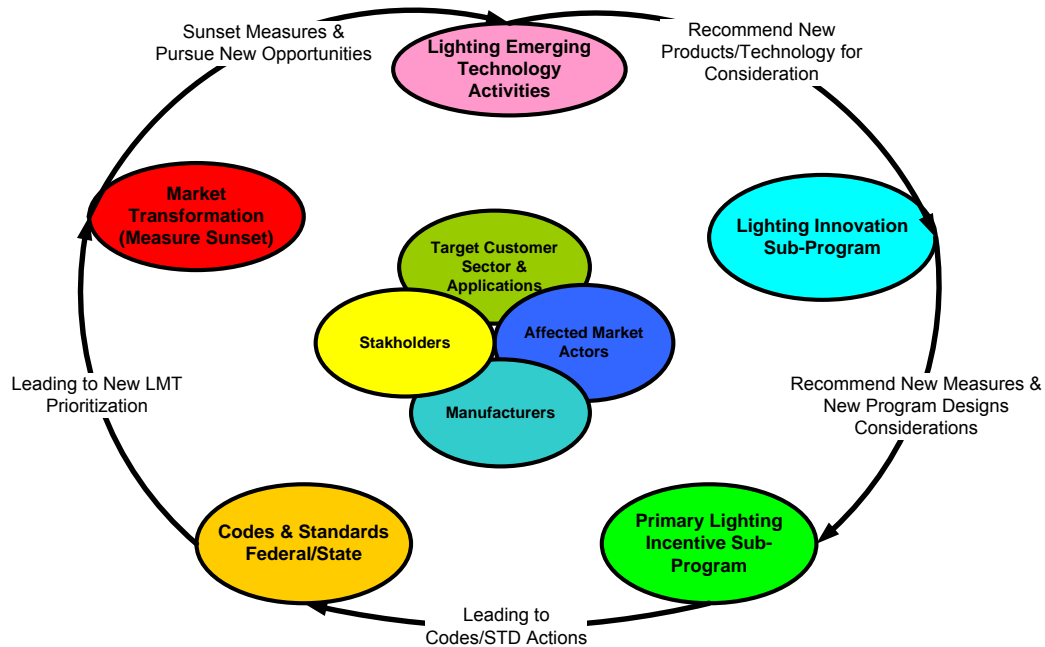 Sunset Measures &
Pursue New Opportunities
Lighting Emerging
Technology
Activities
Recommend New
Products/Technology for
Consideration
Market
Transformation
(Measure Sunset)
Lighting Innovation
Sub-Program
Target Customer
Sector &
Applications
Stakholders
Affected Market
Actors
Manufacturers
Leading to New LMT
Prioritization
Recommend New Measures &
New Program Designs
Considerations
Codes & Standards
Federal/State
Primary Lighting
Incentive Sub-
Program
Leading to
Codes/STD Actions